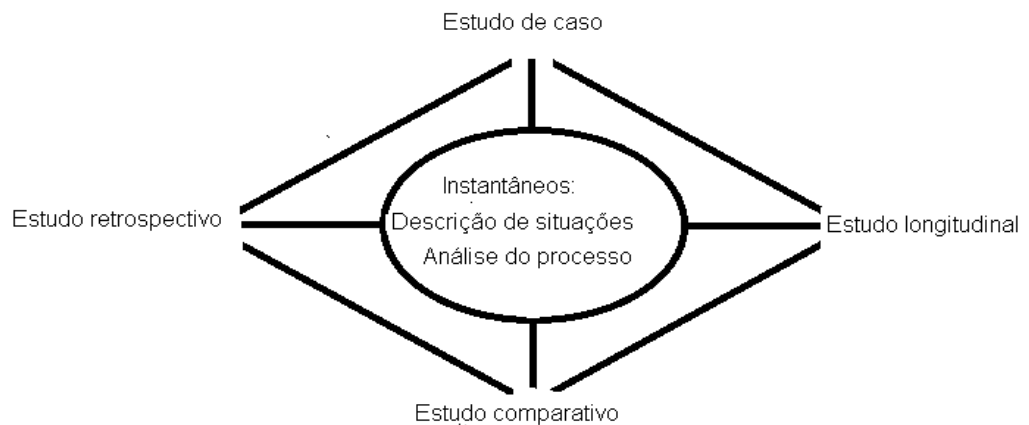 Estudo de caso
Instantâneos:
Estudo retrospectivo
Descrição de situações
Estudo longitudinal
Análise do processo
Estudo comparativo